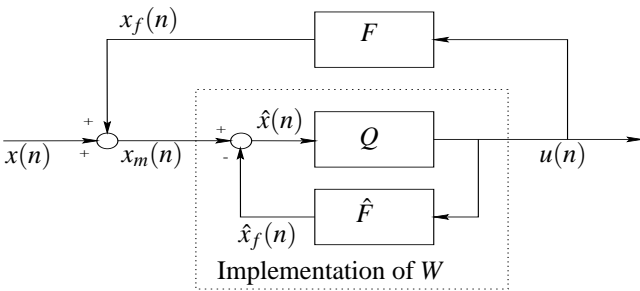 x_f(n)
F
+
+
x(n)
x_m(n)
+
-
x̂(n)
Q
u(n)
x̂_f(n)
F̂
Implementation of W